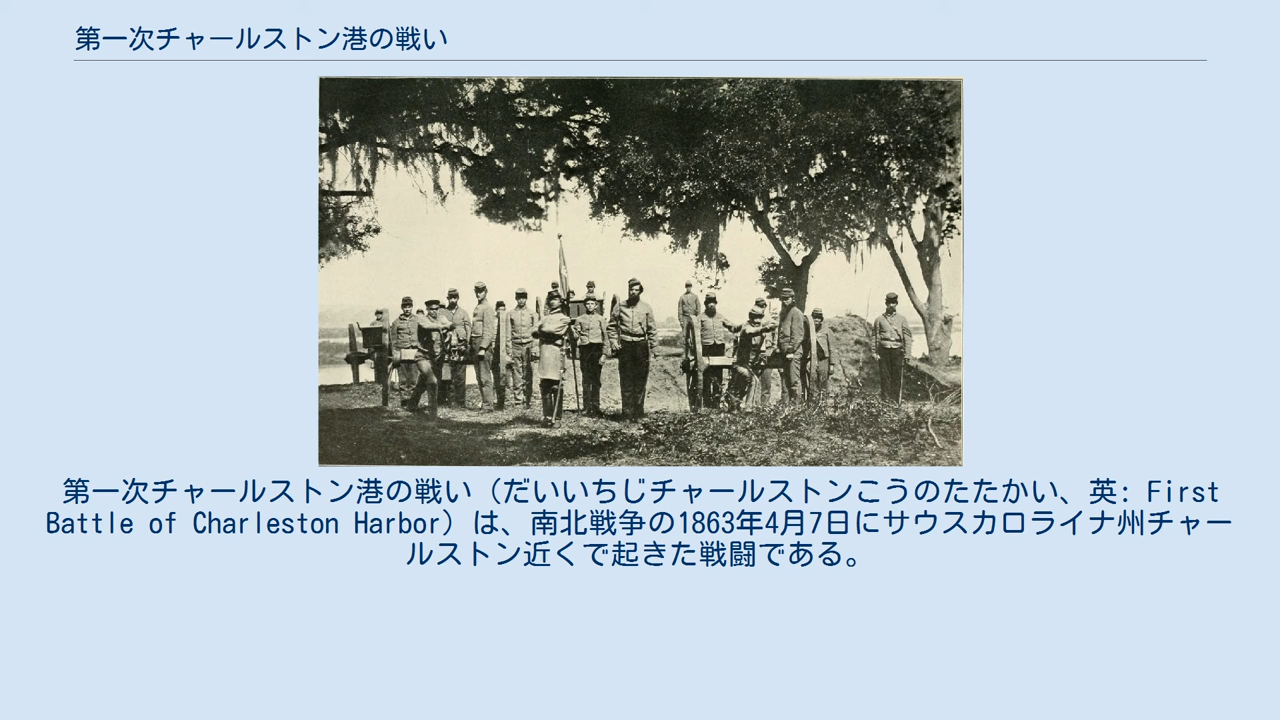 第一次チャールストン港の戦い
第一次チャールストン港の戦い（だいいちじチャールストンこうのたたかい、英: First
Battle of Charleston Harbor）は、南北戦争の1863年4月7日にサウスカロライナ州チャー
ルストン近くで起きた戦闘である。